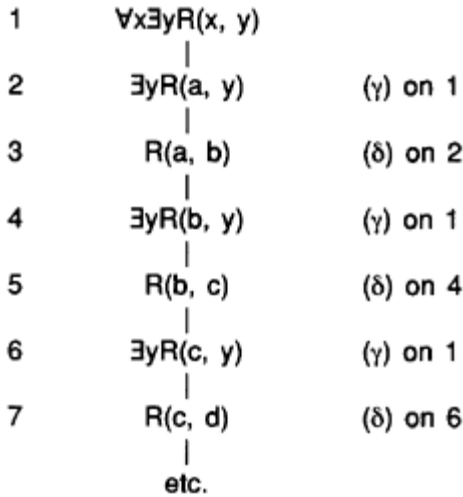 1 ∀x∃yR(x, y)
2 ∃yR(a, y) (γ) on 1
3 R(a, b) (δ) on 2
4 ∃yR(b, y) (γ) on 1
5 R(b, c) (δ) on 4
6 ∃yR(c, y) (γ) on 1
7 R(c, d) (δ) on 6
etc.